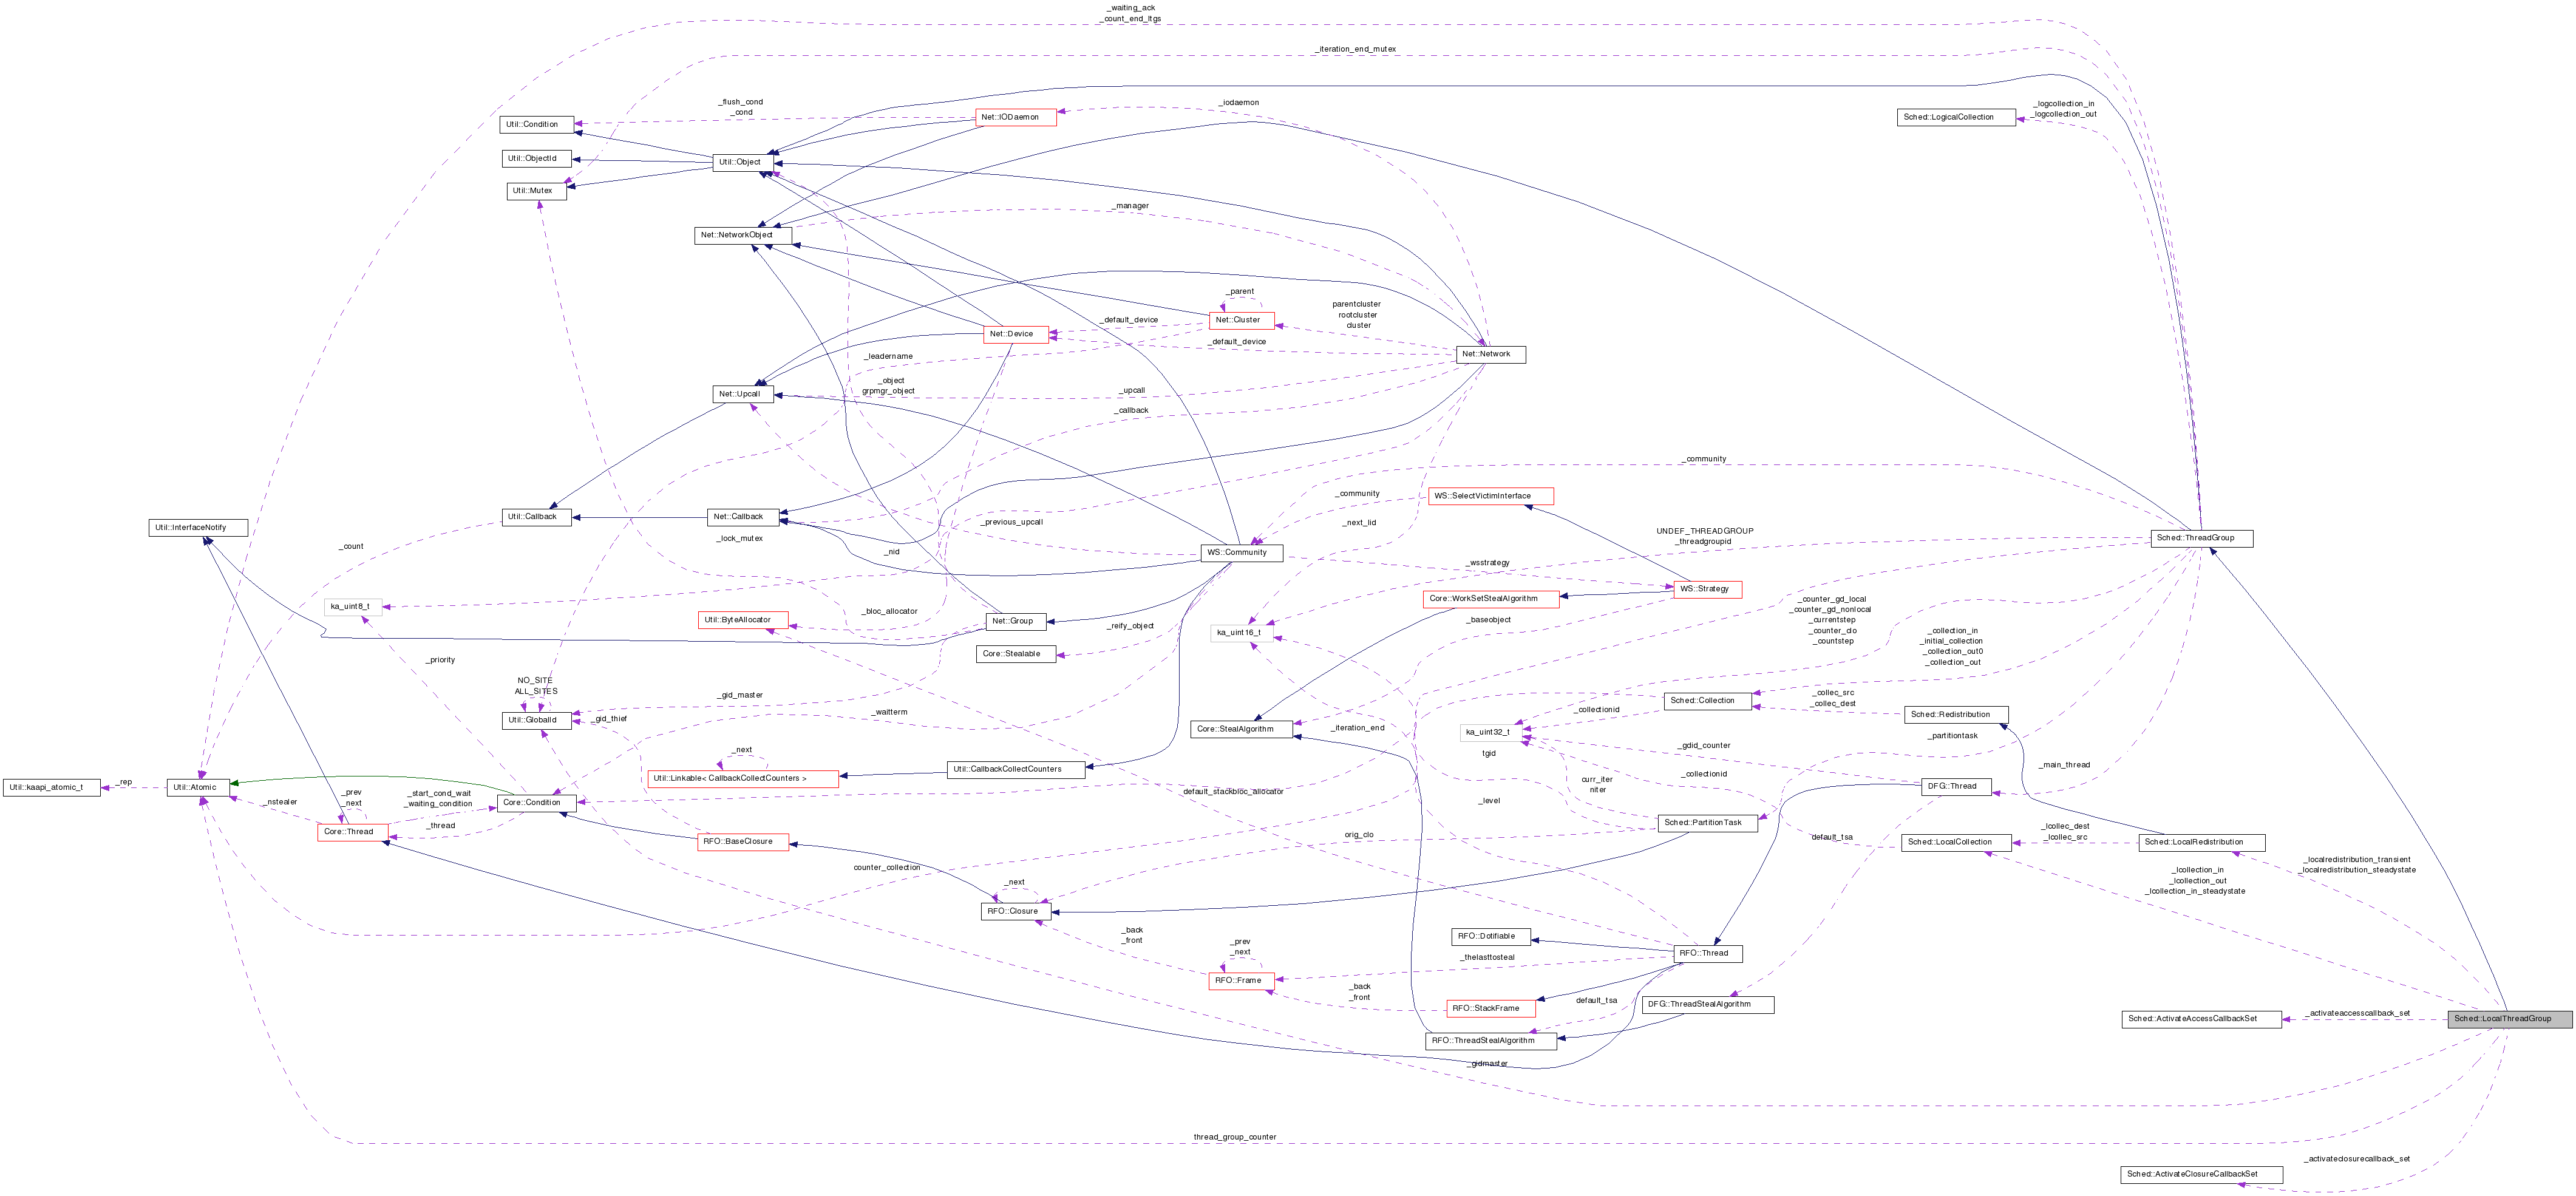 _waiting_ack
_count_end_ltgs
_iteration_end_mutex
_flush_cond
_cond
_iodaemon
_logcollection_in
_logcollection_out
Util::Condition
Net::IODaemon
Sched::LogicalCollection
Util::ObjectId
Util::Object
Util::Mutex
_manager
Net::NetworkObject
_parent
parentcluster
rootcluster
cluster
_default_device
Net::Cluster
Net::Device
_default_device
Net::Network
_leadername
_object
grpmgr_object
_upcall
Net::Upcall
_callback
_community
_community
WS::SelectVictimInterface
Util::InterfaceNotify
Util::Callback
Net::Callback
_previous_upcall
_next_lid
UNDEF_THREADGROUP
_threadgroupid
Sched::ThreadGroup
_count
_lock_mutex
_nid
WS::Community
_wsstrategy
WS::Strategy
Core::WorkSetStealAlgorithm
ka_uint8_t
_bloc_allocator
Util::ByteAllocator
Net::Group
_reify_object
_baseobject
ka_uint16_t
_counter_gd_local
_counter_gd_nonlocal
_currentstep
_counter_clo
_countstep
_collection_in
_initial_collection
_collection_out0
_collection_out
Core::Stealable
_priority
NO_SITE
ALL_SITES
_gid_master
Util::GlobalId
_gid_thief
_waitterm
Core::StealAlgorithm
_iteration_end
_collectionid
Sched::Collection
_collec_src
_collec_dest
Sched::Redistribution
ka_uint32_t
_partitiontask
_gdid_counter
tgid
_next
Util::Linkable< CallbackCollectCounters >
Util::CallbackCollectCounters
curr_iter
niter
_collectionid
_main_thread
Util::kaapi_atomic_t
_rep
Util::Atomic
_nstealer
_prev
_next
_start_cond_wait
_waiting_condition
Core::Condition
default_stackbloc_allocator
_level
DFG::Thread
Core::Thread
_thread
RFO::BaseClosure
orig_clo
Sched::PartitionTask
default_tsa
Sched::LocalCollection
_lcollec_dest
_lcollec_src
Sched::LocalRedistribution
counter_collection
_next
RFO::Closure
_lcollection_in
_lcollection_out
_lcollection_in_steadystate
_localredistribution_transient
_localredistribution_steadystate
_back
_front
_prev
_next
RFO::Dotifiable
_thelasttosteal
RFO::Thread
RFO::Frame
_back
_front
RFO::StackFrame
default_tsa
DFG::ThreadStealAlgorithm
RFO::ThreadStealAlgorithm
Sched::ActivateAccessCallbackSet
_activateaccesscallback_set
Sched::LocalThreadGroup
_gidmaster
thread_group_counter
_activateclosurecallback_set
Sched::ActivateClosureCallbackSet